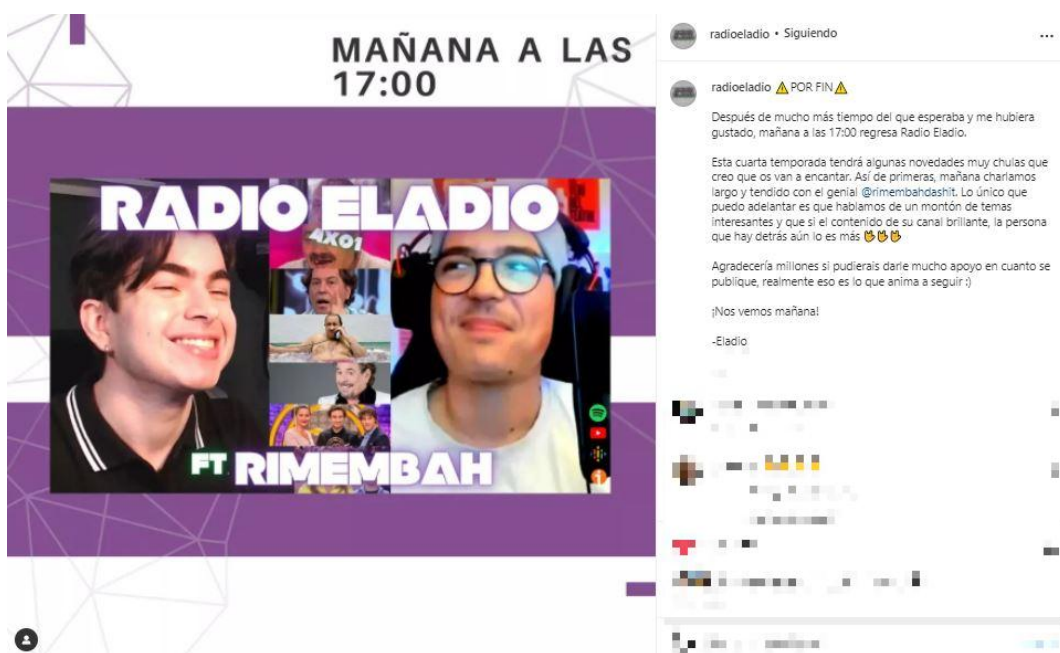 MAÑANA A LAS
17:00
RADIO ELADIO
4X01
FT RIMEMBAH
radioeladio • Siguiendo
radioeladio ⚠POR FIN⚠
Después de mucho más tiempo del que esperaba y me hubiera
gustado, mañana a las 17:00 regresa Radio Eladio.
Esta cuarta temporada tendrá algunas novedades muy chulas que
creo que os van a encantar. Así de primeras, mañana charlamos
largo y tendido con el genial @rimembahdashit. Lo único que
puedo adelantar es que hablamos de un montón de temas
interesantes y que si el contenido de su canal brillante, la persona
que hay detrás aún lo es más
Agradecería millones si pudierais darle mucho apoyo en cuanto se
publique, realmente eso es lo que anima a seguir :)
¡Nos vemos mañana!
-Eladio